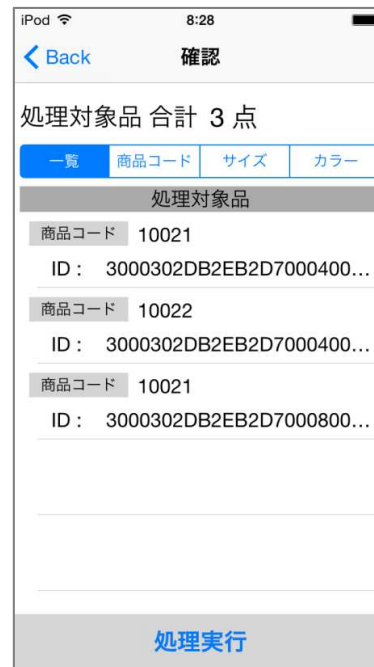 iPod 8:28
Back 確認
処理対象品 合計 3 点
一覧 商品コード サイズ カラー
処理対象品
商品コード 10021
ID : 3000302DB2EB2D7000400...
商品コード 10022
ID : 3000302DB2EB2D7000400...
商品コード 10021
ID : 3000302DB2EB2D7000800...
処理実行